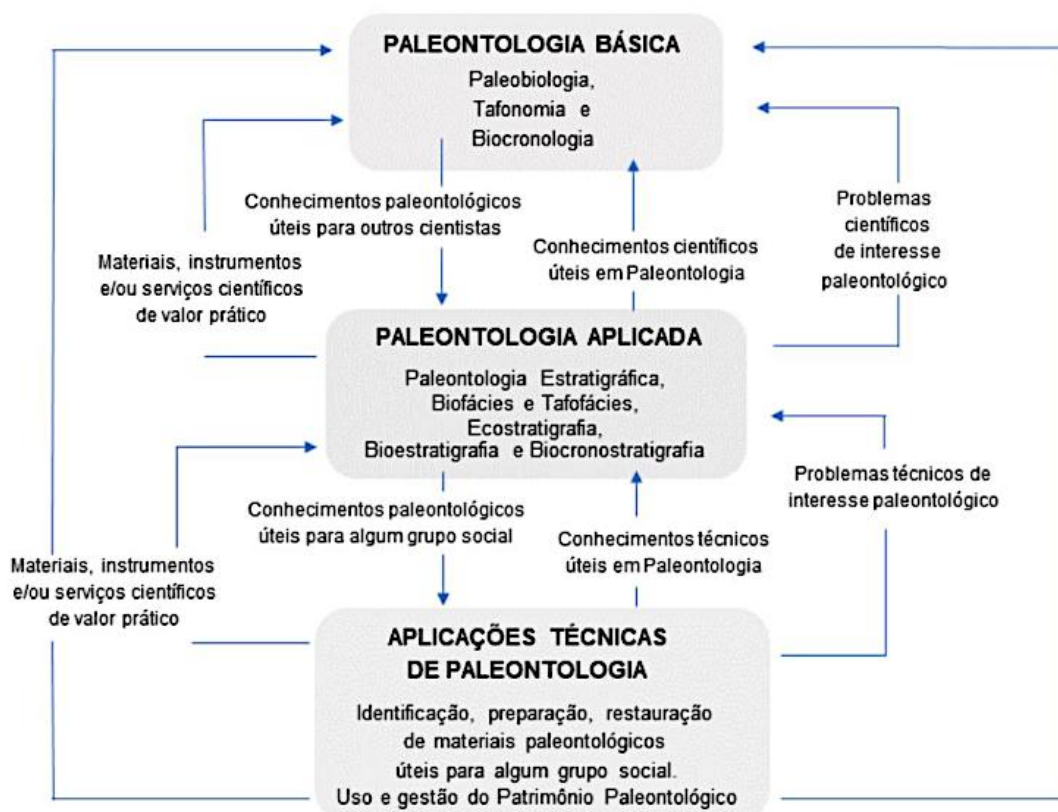 PALEONTOLOGIA BÁSICA
Paleobiologia,
Tafonomia e
Biocronologia
Conhecimentos paleontológicos
úteis para outros cientistas
Conhecimentos científicos
úteis em Paleontologia
Problemas
científicos
de interesse
paleontológico
Materiais, instrumentos
e/ou serviços científicos
de valor prático
PALEONTOLOGIA APLICADA
Paleontologia Estratigráfica,
Biofácies e Tafofácies,
Ecostratigrafia,
Bioestratigrafia e Biocronostratigrafia
Conhecimentos paleontológicos
úteis para algum grupo social
Conhecimentos técnicos
úteis em Paleontologia
Problemas técnicos de
interesse paleontológico
Materiais, instrumentos
e/ou serviços científicos
de valor prático
APLICAÇÕES TÉCNICAS
DE PALEONTOLOGIA
Identificação, preparação, restauração
de materiais paleontológicos
úteis para algum grupo social.
Uso e gestão do Patrimônio Paleontológico